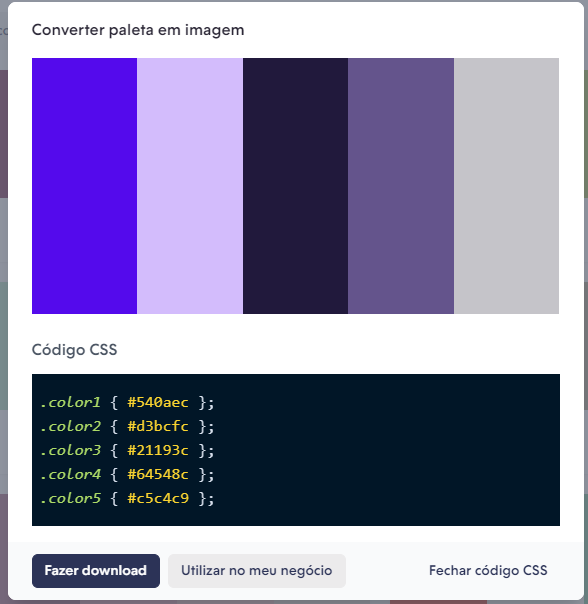 Converter paleta em imagem
Código CSS
.color1 { #540aec };
.color2 { #d3bcfc };
.color3 { #21193c };
.color4 { #64548c };
.color5 { #c5c4c9 };
Fazer download
Utilizar no meu negócio
Fechar código CSS